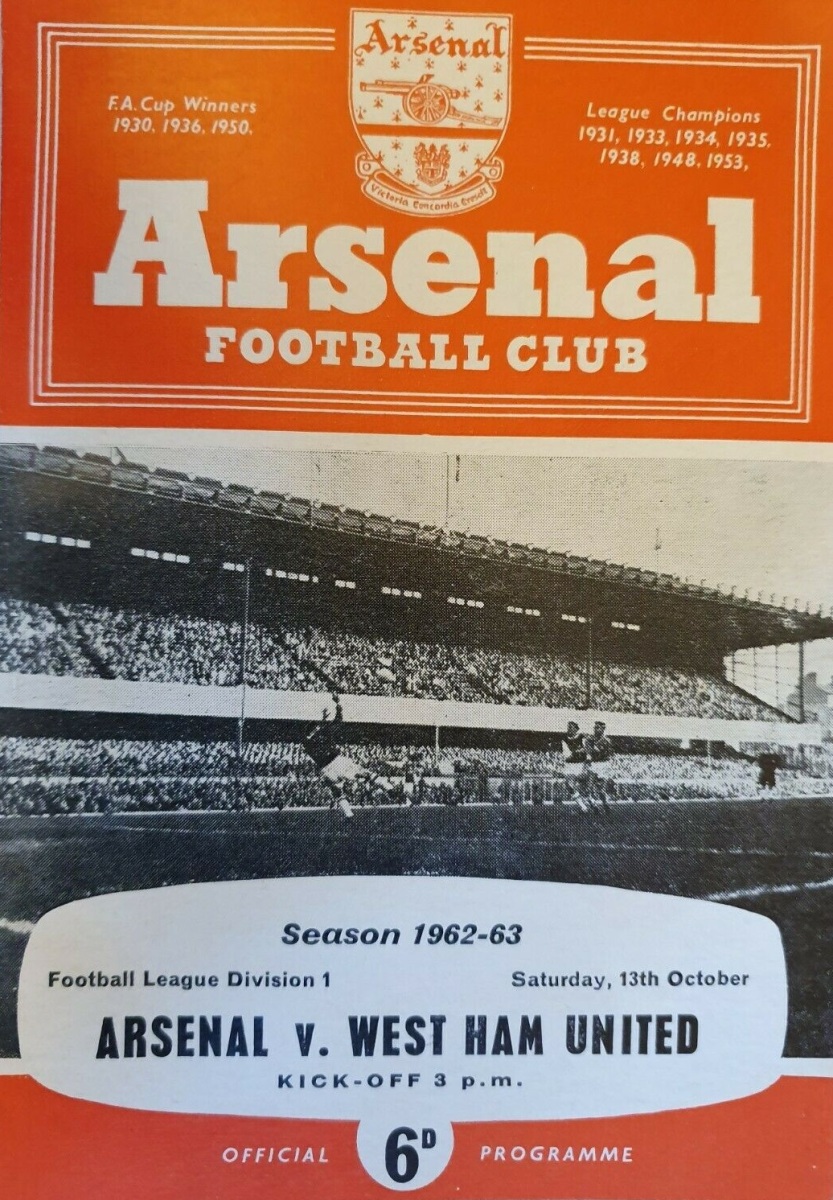 Arsenal
Victoria Concordia Crescit
F.A. Cup Winners
1930, 1936, 1950.
League Champions
1931, 1933, 1934, 1935,
1938, 1948, 1953,
Arsenal
FOOTBALL CLUB
Season 1962-63
Football League Division 1
Saturday, 13th October
ARSENAL v. WEST HAM UNITED
KICK-OFF 3 p.m.
OFFICIAL 6D PROGRAMME